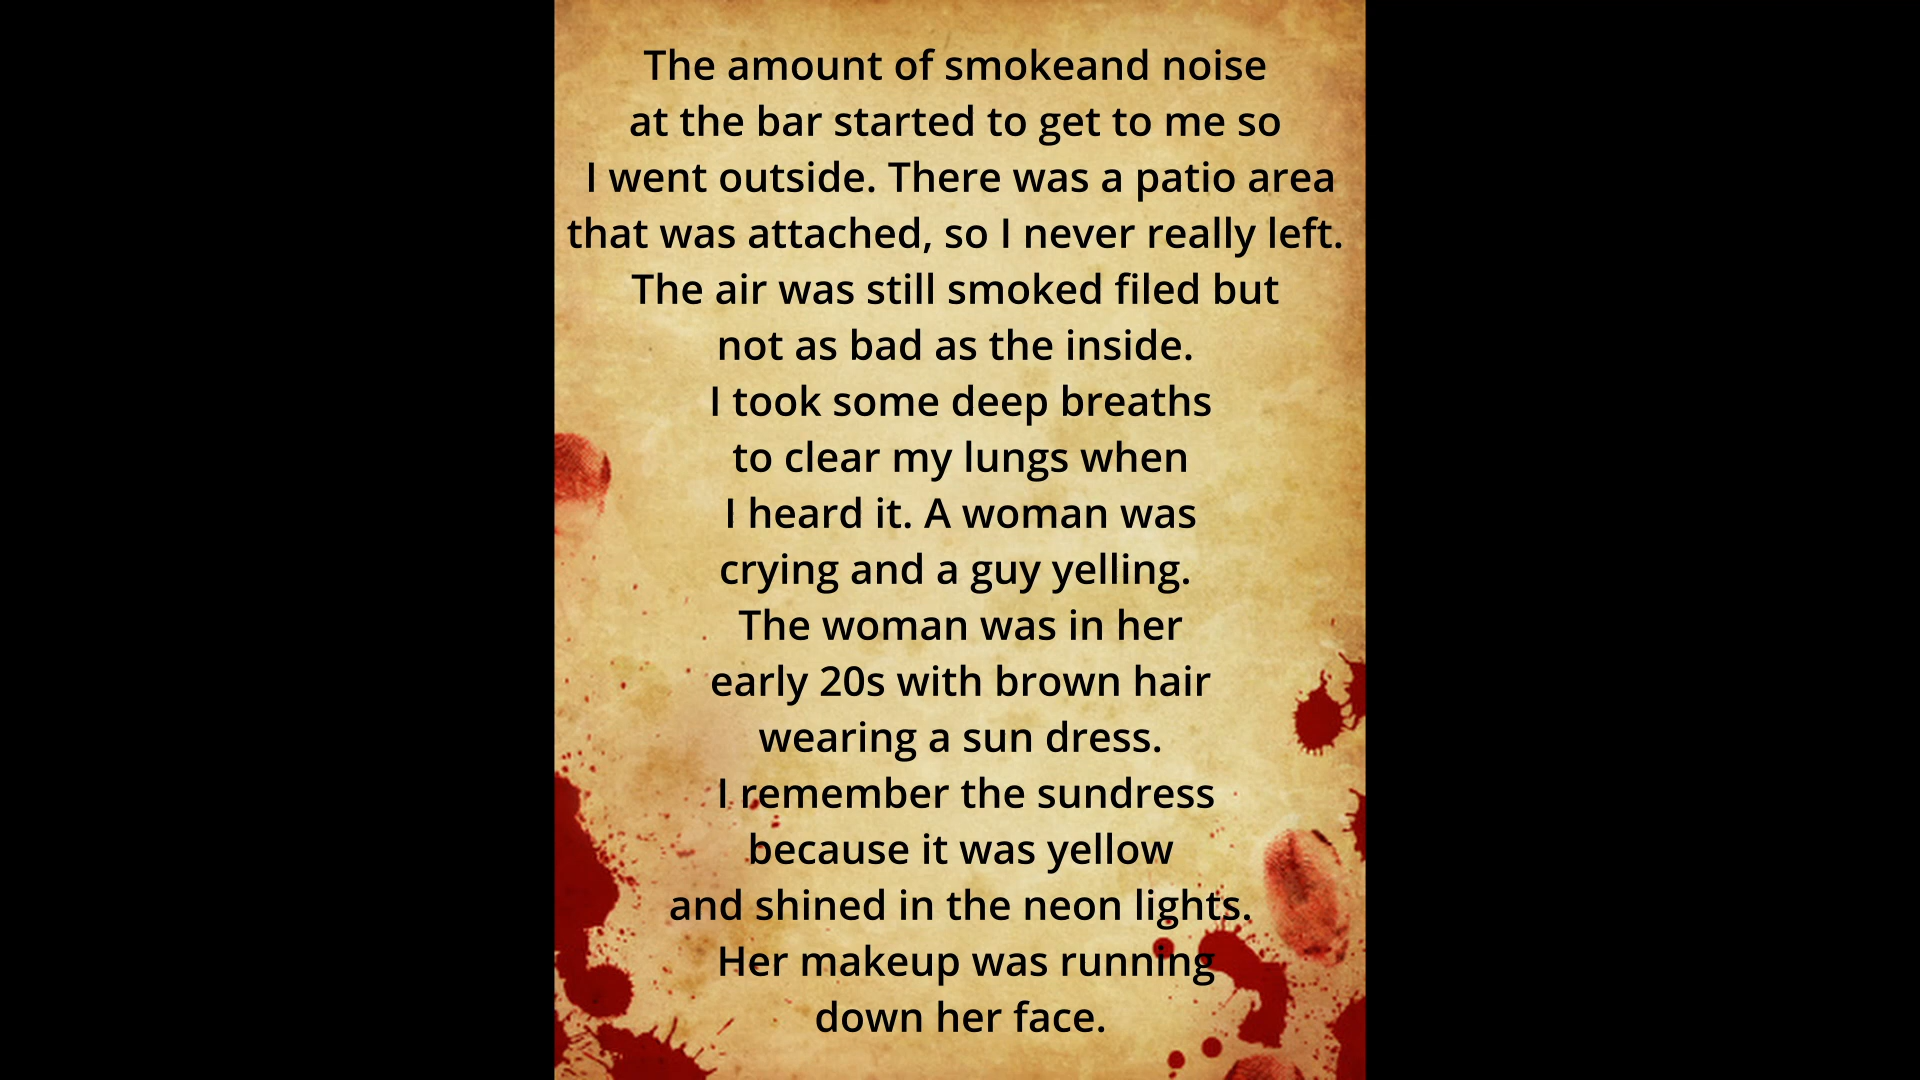 The amount of smokeand noise
at the bar started to get to me so
I went outside. There was a patio area
that was attached, so I never really left.
The air was still smoked filed but
not as bad as the inside.
I took some deep breaths
to clear my lungs when
I heard it. A woman was
crying and a guy yelling.
The woman was in her
early 20s with brown hair
wearing a sun dress.
I remember the sundress
because it was yellow
and shined in the neon lights.
Her makeup was running
down her face.